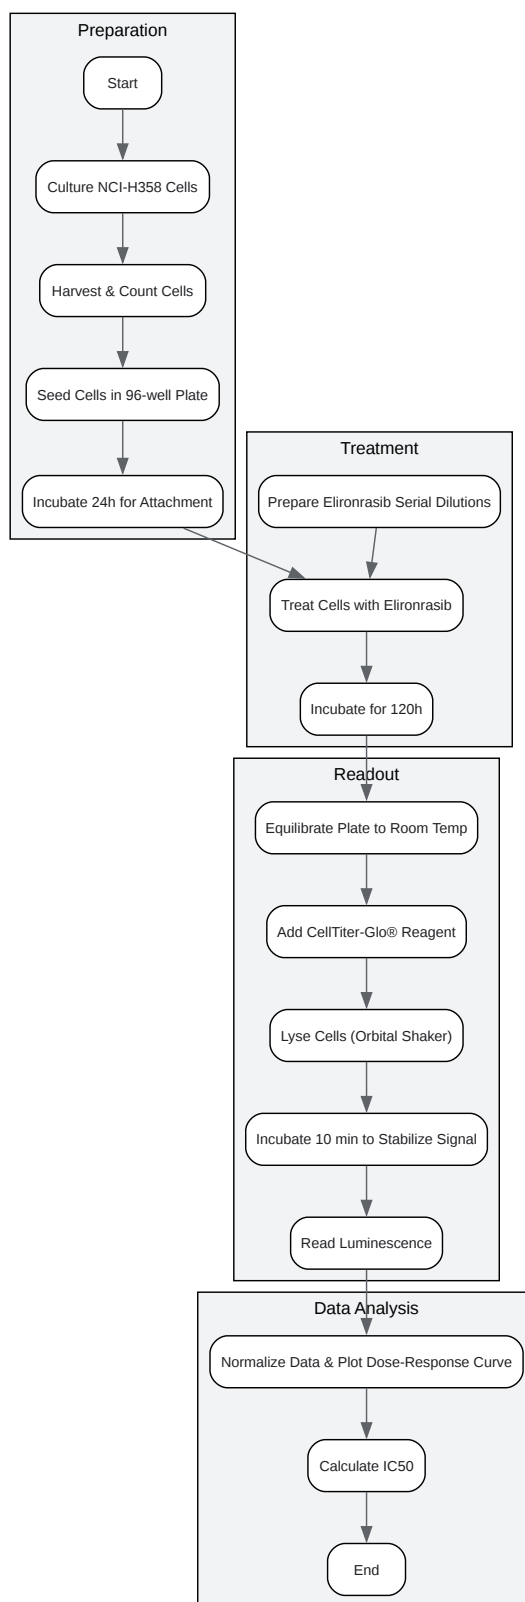 Preparation
Start
Culture NCI-H358 Cells
Harvest & Count Cells
Seed Cells in 96-well Plate
Incubate 24h for Attachment
Treatment
Prepare Elironrasib Serial Dilutions
Treat Cells with Elironrasib
Incubate for 120h
Readout
Equilibrate Plate to Room Temp
Add CellTiter-Glo® Reagent
Lyse Cells (Orbital Shaker)
Incubate 10 min to Stabilize Signal
Read Luminescence
Data Analysis
Normalize Data & Plot Dose-Response Curve
Calculate IC50
End